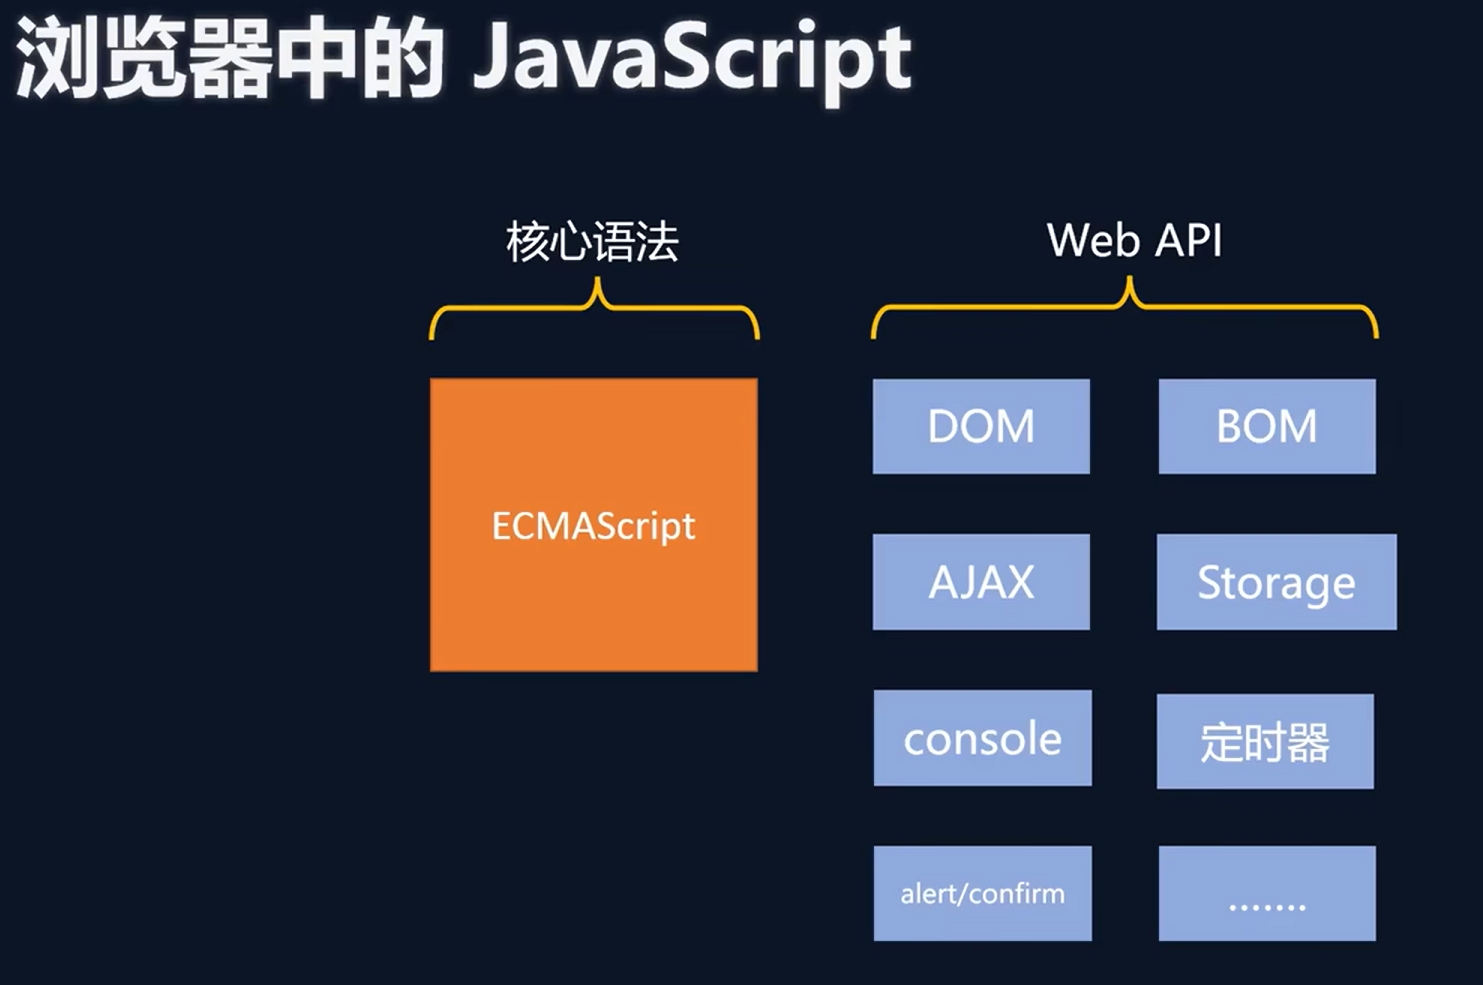 浏览器中的 JavaScript
核心语法
Web API
ECMAScript
DOM
BOM
AJAX
Storage
console
定时器
alert/confirm
.......